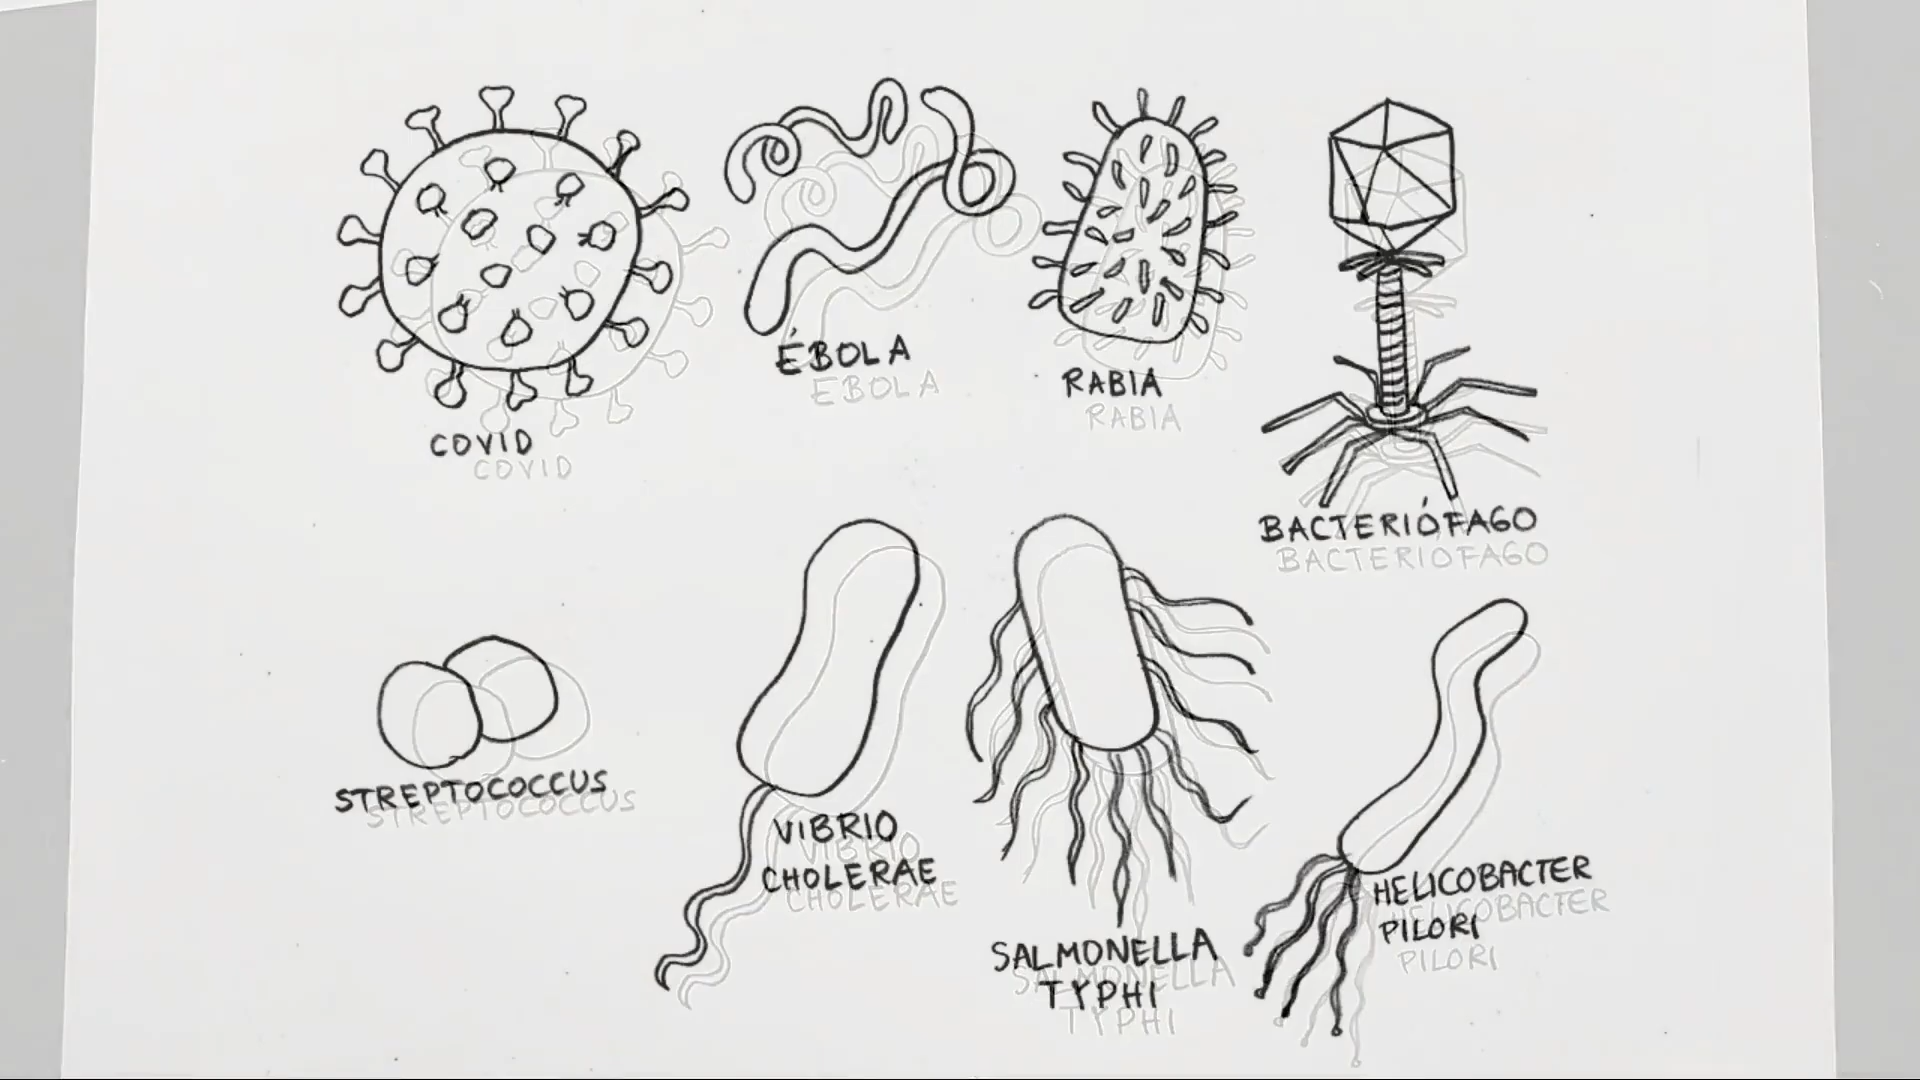 COVID
ÉBOLA
RABIA
BACTERIÓFAGO
STREPTOCOCCUS
VIBRIO
CHOLERAE
SALMONELLA
TYPHI
HELICOBACTER
PILORI